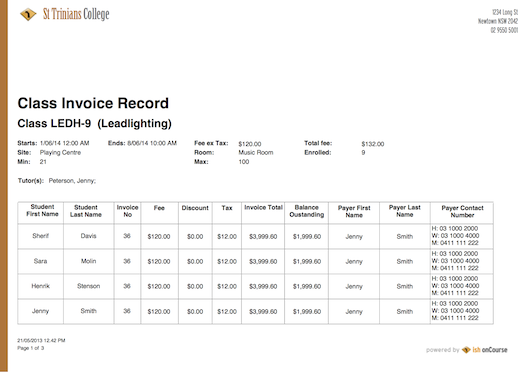 St Trinians College
1234 Long St
Newtown NSW 2042
02 9550 5001
Class Invoice Record
Class LEDH-9 (Leadlighting)
Starts: 1/06/14 12:00 AM Ends: 8/06/14 10:00 AM Fee ex Tax: $120.00 Total fee: $132.00
Site: Playing Centre Room: Music Room Enrolled: 9
Min: 21 Max: 100
Tutor(s): Peterson, Jenny;
Student First Name Student Last Name Invoice No Fee Discount Tax Invoice Total Balance Oustanding Payer First Name Payer Last Name Payer Contact Number
Sherif Davis 36 $120.00 $0.00 $12.00 $3,999.60 $1,999.60 Jenny Smith H: 03 1000 2000 W: 03 1000 4000 M: 0411 111 222
Sara Molin 36 $120.00 $0.00 $12.00 $3,999.60 $1,999.60 Jenny Smith H: 03 1000 2000 W: 03 1000 4000 M: 0411 111 222
Henrik Stenson 36 $120.00 $0.00 $12.00 $3,999.60 $1,999.60 Jenny Smith H: 03 1000 2000 W: 03 1000 4000 M: 0411 111 222
Jenny Smith 36 $120.00 $0.00 $12.00 $3,999.60 $1,999.60 Jenny Smith H: 03 1000 2000 W: 03 1000 4000 M: 0411 111 222
21/05/2013 12.42 PM
Page 1 of 3
powered by ish onCourse